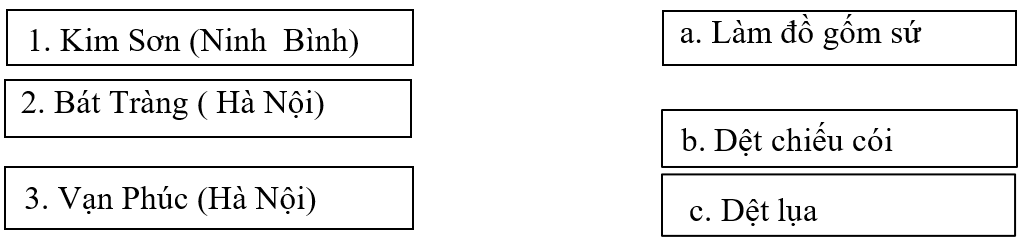 1. Kim Sơn (Ninh Bình)
a. Làm đồ gốm sứ
2. Bát Tràng ( Hà Nội)
b. Dệt chiếu cói
3. Vạn Phúc (Hà Nội)
c. Dệt lụa